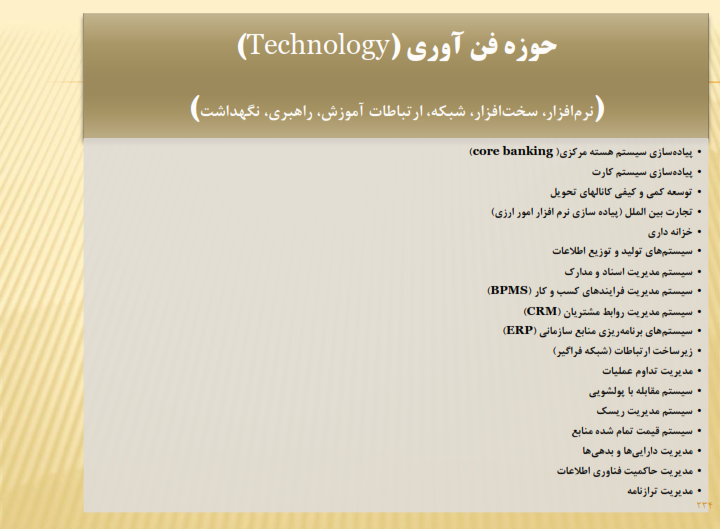 حوزه فن آوری (Technology)
(نرم‌افزار، سخت‌افزار، شبکه، ارتباطات آموزش، راهبری، نگهداشت)
• پیاده‌سازی سیستم هسته مرکزی( core banking)
• پیاده‌سازی سیستم کارت
• توسعه کمی و کیفی کانالهای تحویل
• تجارت بین الملل (پیاده سازی نرم افزار امور ارزی)
• خزانه داری
• سیستم‌های تولید و توزیع اطلاعات
• سیستم مدیریت اسناد و مدارک
• سیستم مدیریت فرایندهای کسب و کار (BPMS)
• سیستم مدیریت روابط مشتریان (CRM)
• سیستم‌های برنامه‌ریزی منابع سازمانی (ERP)
• زیرساخت ارتباطات (شبکه فراگیر)
• مدیریت تداوم عملیات
• سیستم مقابله با پولشویی
• سیستم مدیریت ریسک
• سیستم قیمت تمام شده منابع
• مدیریت دارایی‌ها و بدهی‌ها
• مدیریت حاکمیت فناوری اطلاعات
• مدیریت ترازنامه
۲۳۴